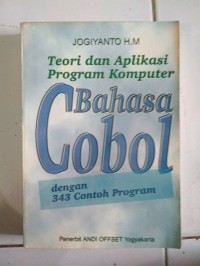 JOGIYANTO H.M
Teori dan Aplikasi
Program Komputer
Bahasa
Cobol
dengan
343 Contoh Program
Penerbit ANDI OFFSET Yogyakarta